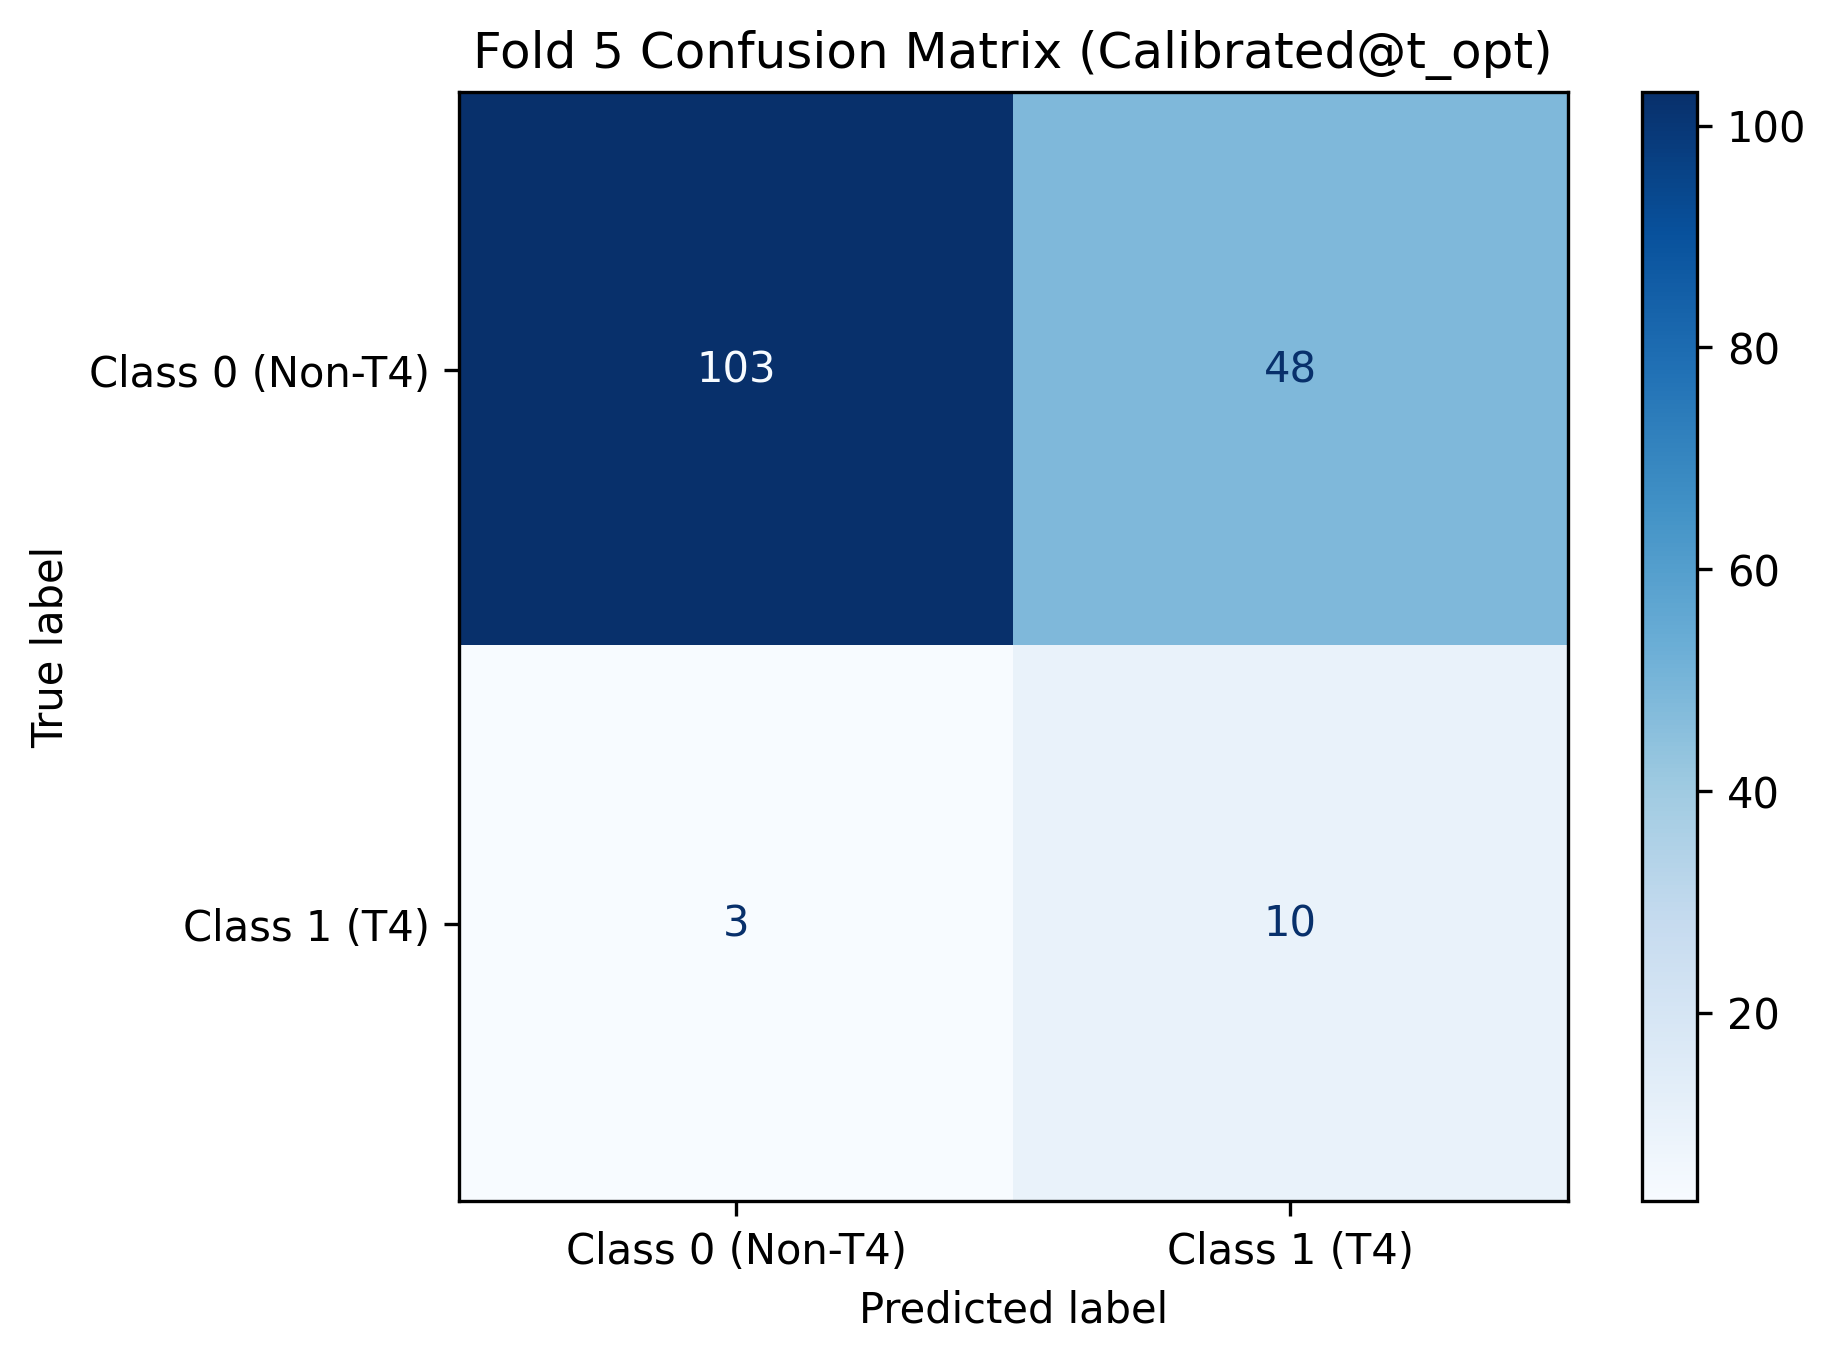 Fold 5 Confusion Matrix (Calibrated@t_opt)
True label
Class 0 (Non-T4)
Class 1 (T4)
103
48
3
10
Class 0 (Non-T4)
Class 1 (T4)
Predicted label
100
80
60
40
20